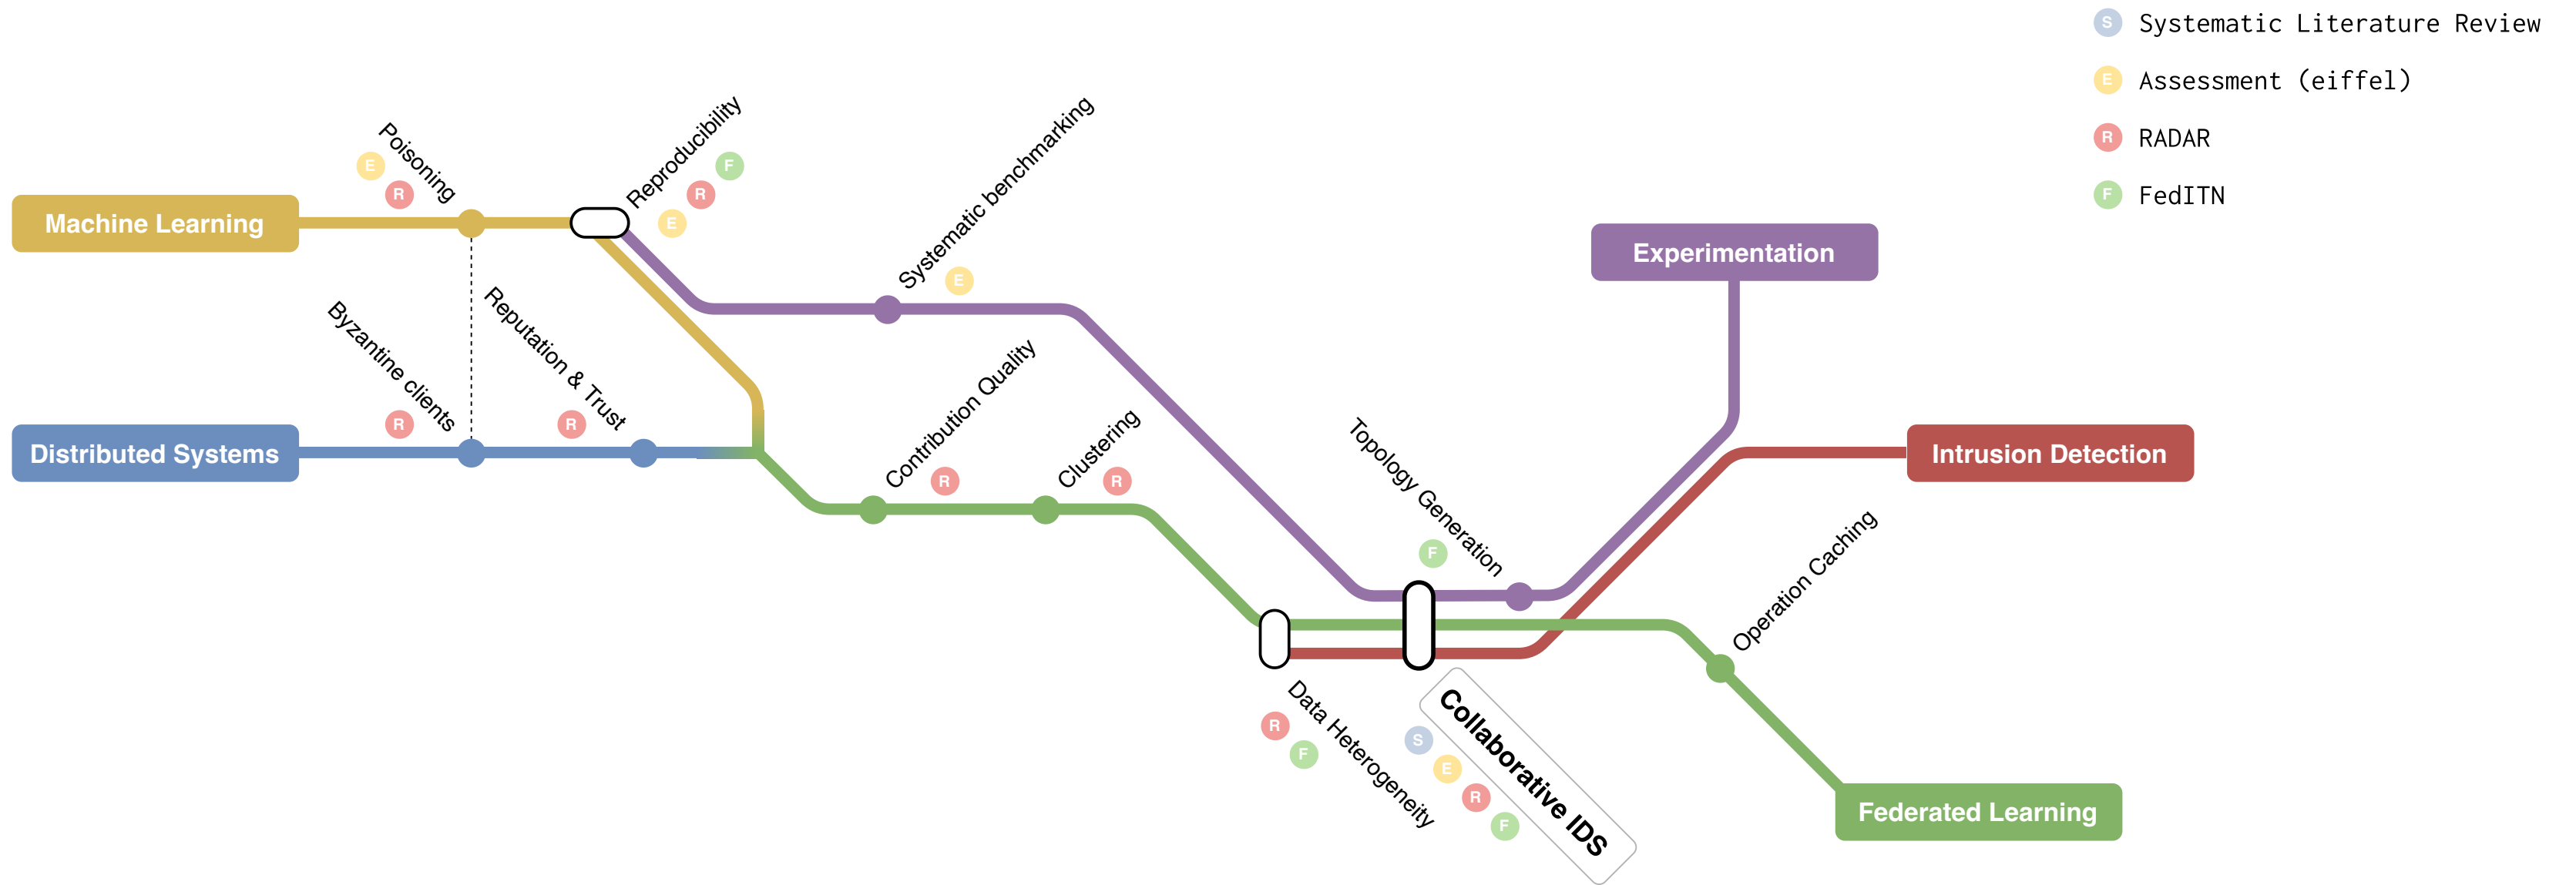 S Systematic Literature Review
E Assessment (eiffel)
R RADAR
F FedITN
Machine Learning
Poisoning
E
R
Reproducibility
F
R
E
Systematic benchmarking
E
Experimentation
Distributed Systems
Byzantine clients
R
Reputation & Trust
R
Contribution Quality
R
Clustering
R
Topology Generation
F
Intrusion Detection
Operation Caching
Data Heterogeneity
R
F
Collaborative IDS
S
E
R
F
Federated Learning